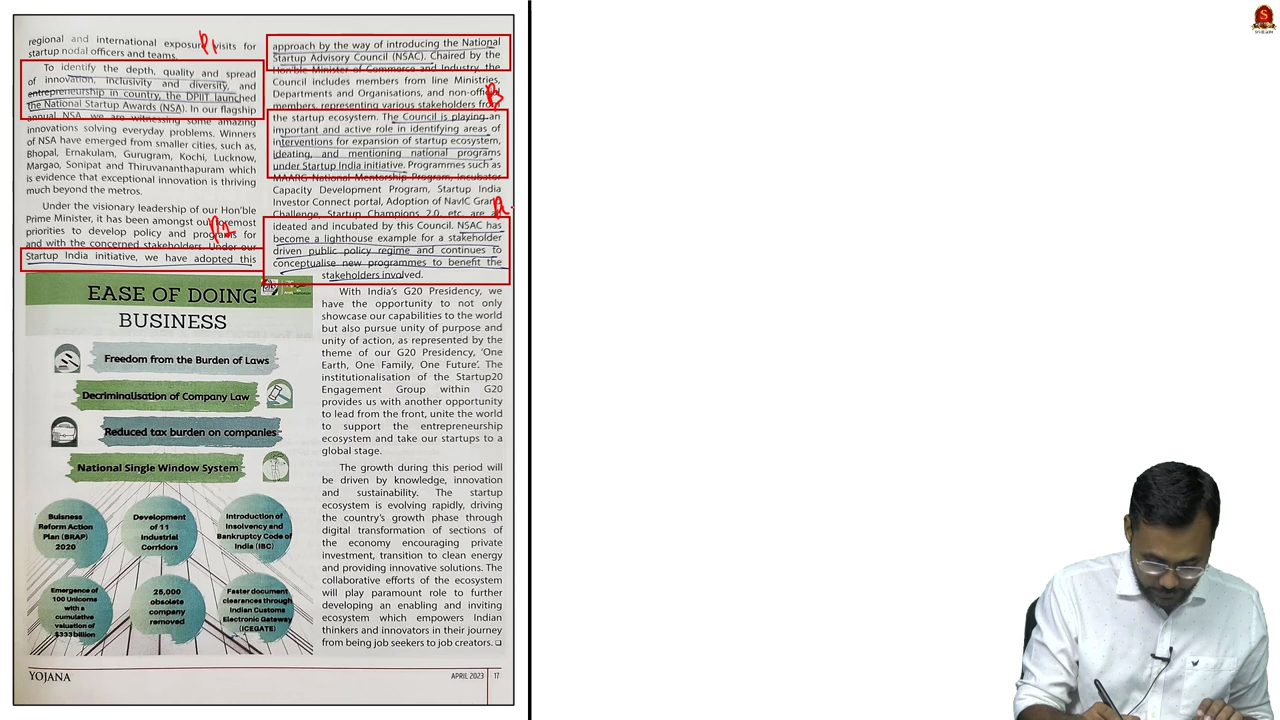 regional and international exposure visits for
startup nodal officers and teams.
To identify the depth, quality and spread
of innovation, inclusivity and diversity, and
entrepreneurship in country, the DPIIT launched
the National Startup Awards (NSA). In our flagship
annual NSA, we are witnessing some amazing
innovations solving everyday problems. Winners
of NSA have emerged from smaller cities, such as,
Bhopal, Ernakulam, Gurugram, Kochi, Lucknow,
Margao, Sonipat and Thiruvananthapuram which
is evidence that exceptional innovation is thriving
much beyond the metros.
Under the visionary leadership of our Hon'ble
Prime Minister, it has been amongst our foremost
priorities to develop policy and programs for
and with the concerned stakeholders. Under our
Startup India initiative, we have adopted this
approach by the way of introducing the National
Startup Advisory Council (NSAC). Chaired by the
Hon'ble Minister of Commerce and Industry, the
Council includes members from line Ministries,
Departments and Organisations, and non-official
members, representing various stakeholders from
the startup ecosystem. The Council is playing an
important and active role in identifying areas of
interventions for expansion of startup ecosystem,
ideating, and mentioning national programs
under Startup India initiative. Programmes such as
MAARG National Mentorship Program, Incubator
Capacity Development Program, Startup India
Investor Connect portal, Adoption of NavIC Grand
Challenge, Startup Champions 2.0, etc. are all
ideated and incubated by this Council. NSAC has
become a lighthouse example for a stakeholder
driven public policy regime and continues to
conceptualise new programmes to benefit the
stakeholders involved.
With India's G20 Presidency, we
have the opportunity to not only
showcase our capabilities to the world
but also pursue unity of purpose and
unity of action, as represented by the
theme of our G20 Presidency, 'One
Earth, One Family, One Future'. The
institutionalisation of the Startup20
Engagement Group within G20
provides us with another opportunity
to lead from the front, unite the world
to support the entrepreneurship
ecosystem and take our startups to a
global stage.
The growth during this period will
be driven by knowledge, innovation
and sustainability. The startup
ecosystem is evolving rapidly, driving
the country's growth phase through
digital transformation of sections of
the economy encouraging private
investment, transition to clean energy
and providing innovative solutions. The
collaborative efforts of the ecosystem
will play paramount role to further
developing an enabling and inviting
ecosystem which empowers Indian
thinkers and innovators in their journey
from being job seekers to job creators.
EASE OF DOING
BUSINESS
Freedom from the Burden of Laws
Decriminalisation of Company Law
Reduced tax burden on companies
National Single Window System
Buisness
Reform Action
Plan (BRAP)
2020
Development
of 11
Industrial
Corridors
Introduction of
Insolvency and
Bankruptcy Code of
India (IBC)
Emergence of
100 Unicorns
with a
cumulative
valuation of
$333 billion
25,000
obsolete
company
removed
Faster document
clearances through
Indian Customs
Electronic Gateway
(ICEGATE)
YOJANA
APRIL 2023 17